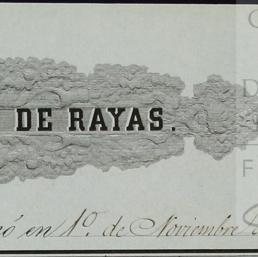 DE RAYAS.
en 1º. de Noviembre